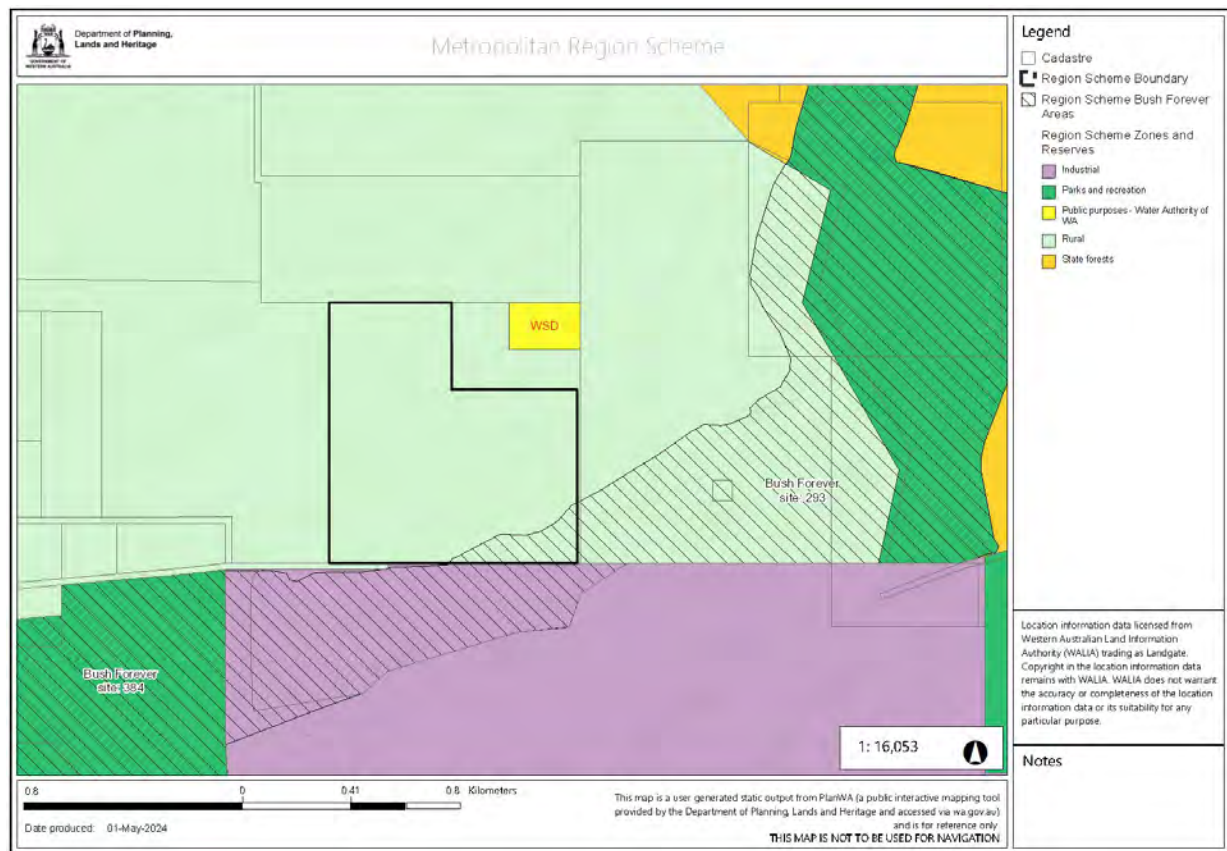 Department of Planning,
Lands and Heritage
GOVERNMENT OF
WESTERN AUSTRALIA
Metropolitan Region Scheme
WSD
Bush Forever
site: 293
Bush Forever
site: 384
1: 16,053
Legend
Cadastre
Region Scheme Boundary
Region Scheme Bush Forever
Areas
Region Scheme Zones and
Reserves
Industrial
Parks and recreation
Public purposes - Water Authority of
WA
Rural
State forests
Location information data licensed from
Western Australian Land Information
Authority (WALIA) trading as Landgate.
Copyright in the location information data
remains with WALIA. WALIA does not warrant
the accuracy or completeness of the location
information data or its suitability for any
particular purpose.
Notes
0.8 0 0.41 0.8 Kilometers
Date produced: 01-May-2024
This map is a user generated static output from PlanWA (a public interactive mapping tool
provided by the Department of Planning, Lands and Heritage and accessed via wa.gov.au)
and is for reference only.
THIS MAP IS NOT TO BE USED FOR NAVIGATION